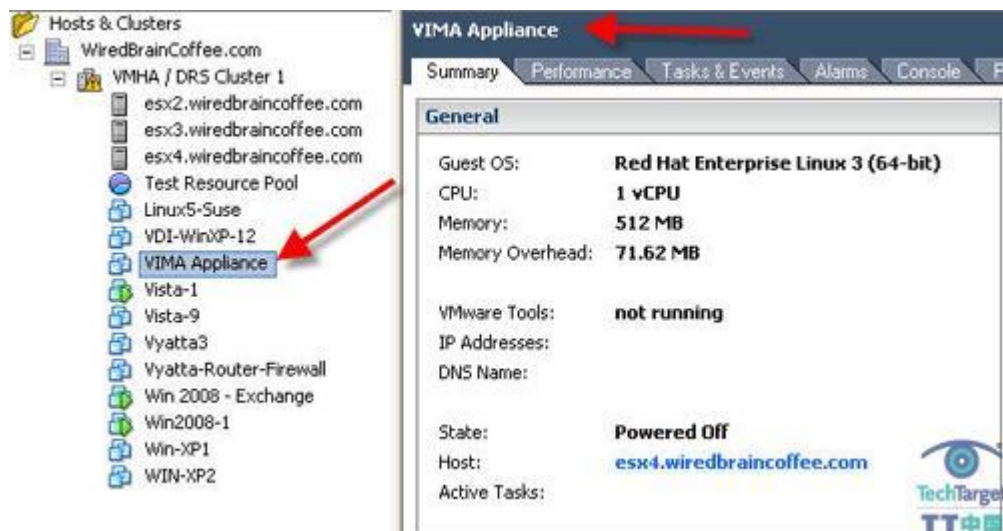 Hosts & Clusters
WiredBrainCoffee.com
VMHA / DRS Cluster 1
esx2.wiredbraincoffee.com
esx3.wiredbraincoffee.com
esx4.wiredbraincoffee.com
Test Resource Pool
Linux5-Suse
VDI-WinXP-12
VIMA Appliance
Vista-1
Vista-9
Vyatta3
Vyatta-Router-Firewall
Win 2008 - Exchange
Win2008-1
Win-XP1
WIN-XP2
VIMA Appliance
Summary Performance Tasks & Events Alarms Console
General
Guest OS: Red Hat Enterprise Linux 3 (64-bit)
CPU: 1 vCPU
Memory: 512 MB
Memory Overhead: 71.62 MB
VMware Tools: not running
IP Addresses:
DNS Name:
State: Powered Off
Host: esx4.wiredbraincoffee.com
Active Tasks:
TechTarge